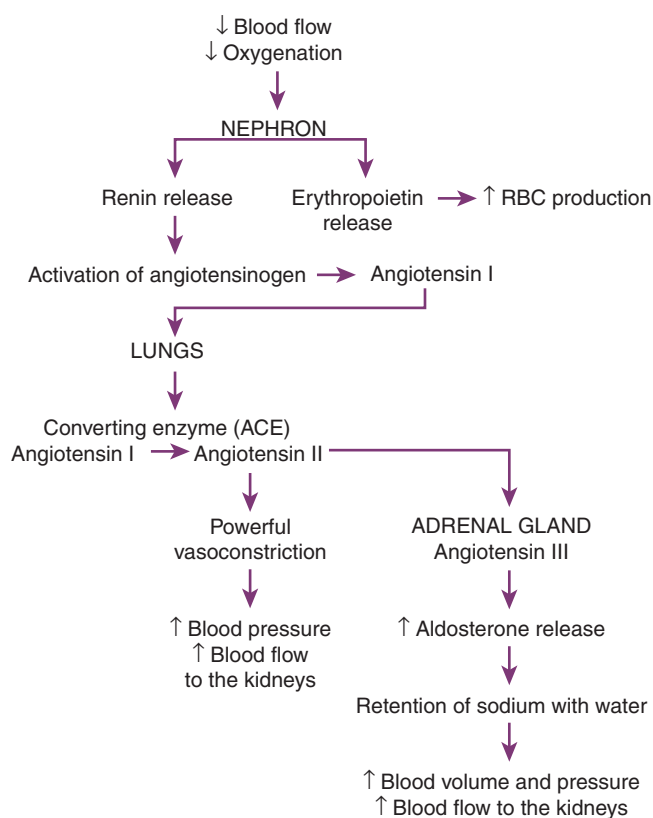 ↓ Blood flow
↓ Oxygenation
NEPHRON
Renin release
Erythropoietin
release
↑ RBC production
Activation of angiotensinogen
Angiotensin I
LUNGS
Converting enzyme (ACE)
Angiotensin I
Angiotensin II
Powerful
vasoconstriction
↑ Blood pressure
↑ Blood flow
to the kidneys
ADRENAL GLAND
Angiotensin III
↑ Aldosterone release
Retention of sodium with water
↑ Blood volume and pressure
↑ Blood flow to the kidneys